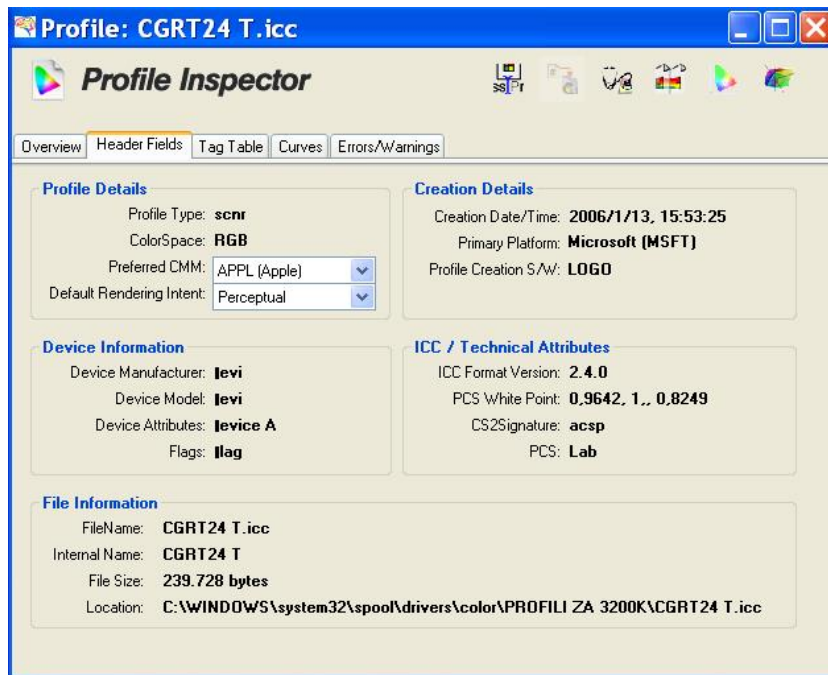 Profile: CGRT24 T.icc
Profile Inspector
Overview Header Fields Tag Table Curves Errors/Warnings
Profile Details
Profile Type: scnr
ColorSpace: RGB
Preferred CMM: APPL (Apple)
Default Rendering Intent: Perceptual
Creation Details
Creation Date/Time: 2006/1/13, 15:53:25
Primary Platform: Microsoft (MSFT)
Profile Creation S/W: LOGO
Device Information
Device Manufacturer: levi
Device Model: levi
Device Attributes: levice A
Flags: llag
ICC / Technical Attributes
ICC Format Version: 2.4.0
PCS White Point: 0,9642, 1,, 0,8249
CS2Signature: acsp
PCS: Lab
File Information
FileName: CGRT24 T.icc
Internal Name: CGRT24 T
File Size: 239.728 bytes
Location: C:\WINDOWS\system32\spool\drivers\color\PROFILI ZA 3200K\CGRT24 T.icc